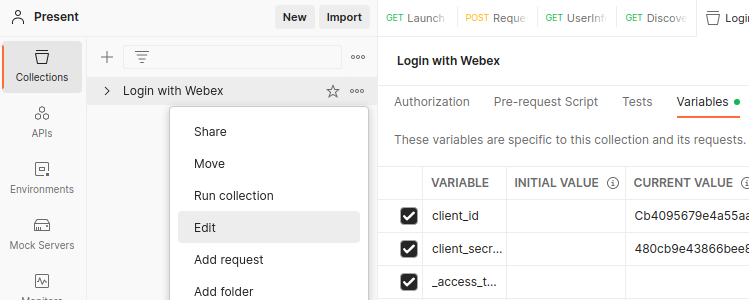 Present
New
Import
GET Launch
POST Reque
GET UserInf
GET Discove
Login
Collections
APIs
Environments
Mock Servers
Monitors
Login with Webex
Share
Move
Run collection
Edit
Add request
Add folder
Login with Webex
Authorization
Pre-request Script
Tests
Variables
These variables are specific to this collection and its requests.
VARIABLE
INITIAL VALUE
CURRENT VALUE
client_id
Cb4095679e4a55aa
client_secr...
480cb9e43866bee8
_access_t...